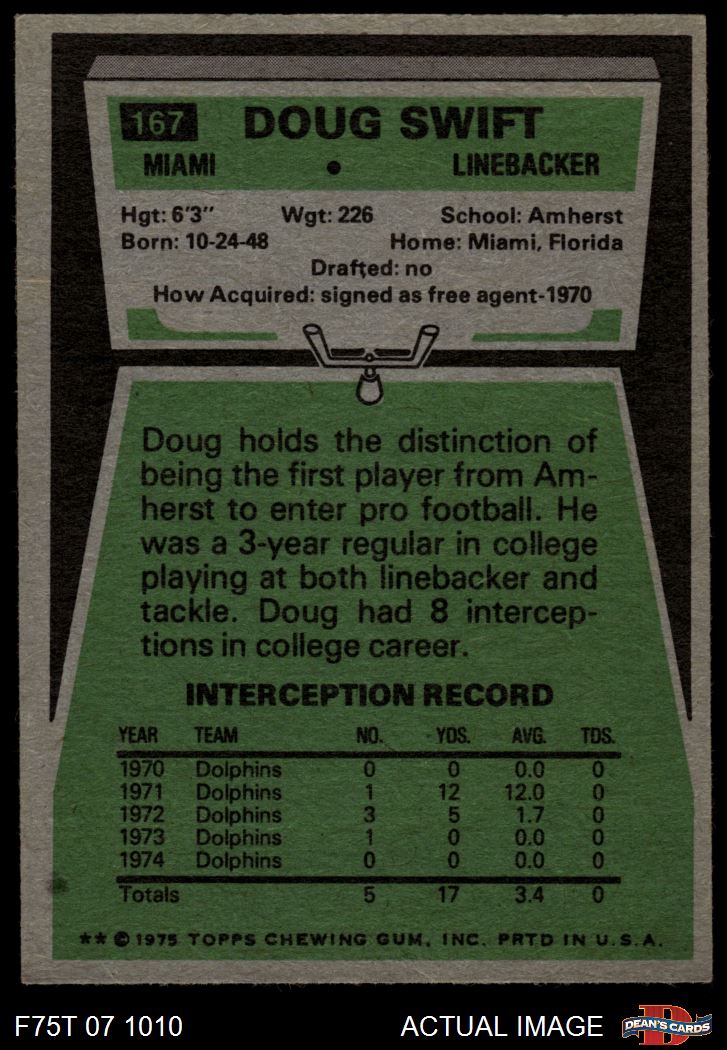 167 DOUG SWIFT
MIAMI • LINEBACKER
Hgt: 6'3" Wgt: 226 School: Amherst
Born: 10-24-48 Home: Miami, Florida
Drafted: no
How Acquired: signed as free agent-1970
Doug holds the distinction of
being the first player from Am-
herst to enter pro football. He
was a 3-year regular in college
playing at both linebacker and
tackle. Doug had 8 intercep-
tions in college career.
INTERCEPTION RECORD
YEAR TEAM NO. YDS. AVG. TDS.
1970 Dolphins 0 0 0.0 0
1971 Dolphins 1 12 12.0 0
1972 Dolphins 3 5 1.7 0
1973 Dolphins 1 0 0.0 0
1974 Dolphins 0 0 0.0 0
Totals 5 17 3.4 0
** © 1975 TOPPS CHEWING GUM, INC. PRTD IN U.S.A.
F75T 07 1010 ACTUAL IMAGE D DEAN'S CARDS